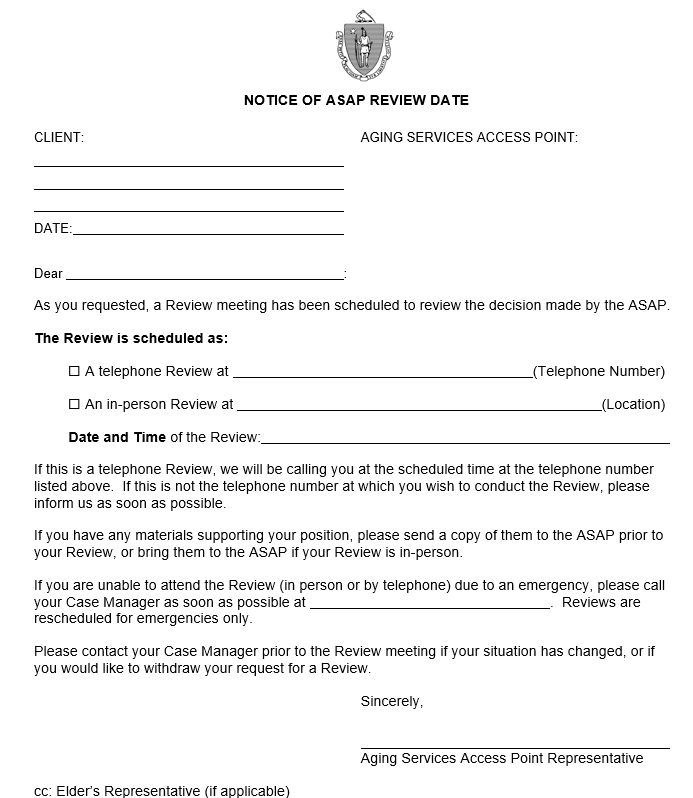 NOTICE OF ASAP REVIEW DATE
CLIENT:
AGING SERVICES ACCESS POINT:
DATE:
Dear :
As you requested, a Review meeting has been scheduled to review the decision made by the ASAP.
The Review is scheduled as:
☐ A telephone Review at (Telephone Number)
☐ An in-person Review at (Location)
Date and Time of the Review:
If this is a telephone Review, we will be calling you at the scheduled time at the telephone number
listed above. If this is not the telephone number at which you wish to conduct the Review, please
inform us as soon as possible.
If you have any materials supporting your position, please send a copy of them to the ASAP prior to
your Review, or bring them to the ASAP if your Review is in-person.
If you are unable to attend the Review (in person or by telephone) due to an emergency, please call
your Case Manager as soon as possible at . Reviews are
rescheduled for emergencies only.
Please contact your Case Manager prior to the Review meeting if your situation has changed, or if
you would like to withdraw your request for a Review.
Sincerely,
Aging Services Access Point Representative
cc: Elder's Representative (if applicable)